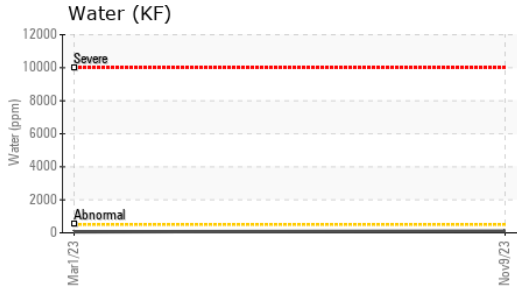 Water (KF)
12000
10000
8000
6000
4000
2000
0
Water (ppm)
Severe
Abnormal
Mar1/23
Nov9/23